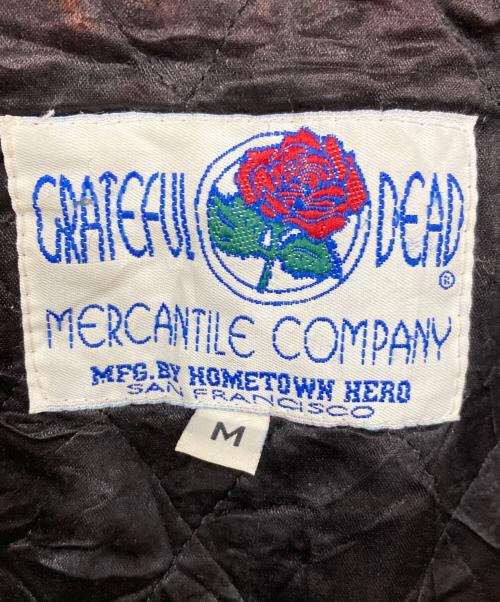 GRATEFUL DEAD ®
MERCANTILE COMPANY
MFG. BY HOMETOWN HERO
SAN FRANCISCO
M